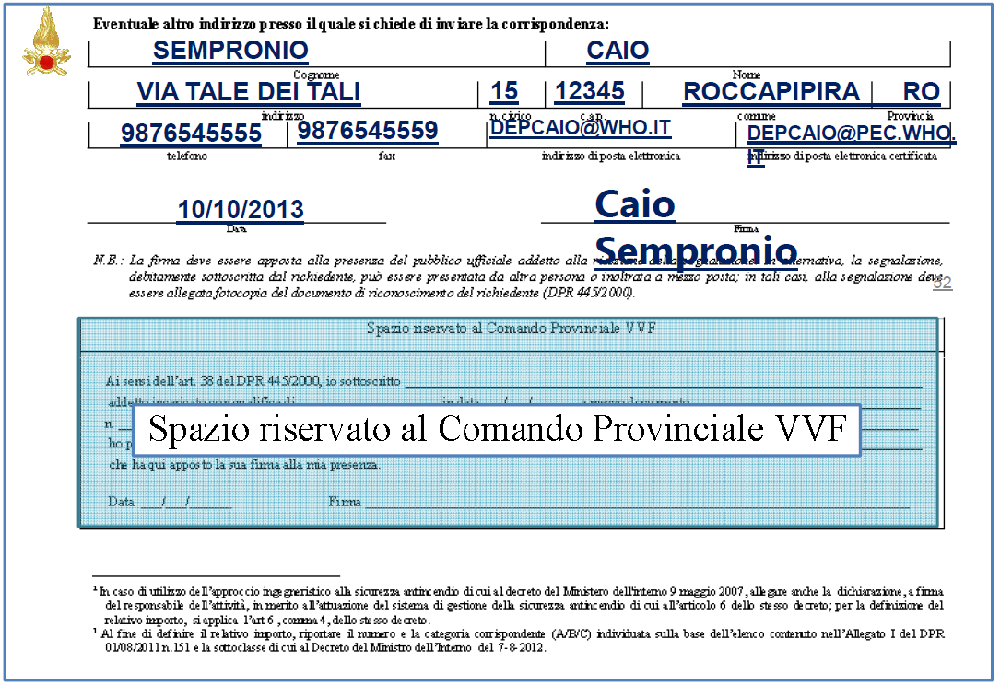 Eventuale altro indirizzo presso il quale si chiede di inviare la corrispondenza:
SEMPRONIO CAIO
Cognome Nome
VIA TALE DEI TALI 15 12345 ROCCAPIPIRA RO
indirizzo n. civico c.a.p. comune Provincia
9876545555 9876545559 DEPCAIO@WHO.IT DEPCAIO@PEC.WHO.
IT
telefono fax indirizzo di posta elettronica indirizzo di posta elettronica certificata
10/10/2013 Caio
Data Firma
Sempronio
N.B.: La firma deve essere apposta alla presenza del pubblico ufficiale addetto alla della In alternativa, la segnalazione,
debitamente sottoscritta dal richiedente, può essere presentata da altra persona o inoltrata a mezzo posta; in tali casi, alla segnalazione deve
essere allegata fotocopia del documento di riconoscimento del richiedente (DPR 445/2000).
52
Spazio riservato al Comando Provinciale VVF
Ai sensi dell'art. 38 del DPR 445/2000, io sottoscritto
addetto incaricato con qualifica di in data / / a mezzo documento
n.
Spazio riservato al Comando Provinciale VVF
ho
che ha qui apposto la sua firma alla mia presenza.
Data ___/___/______ Firma
1 In caso di utilizzo dell'approccio ingegneristico alla sicurezza antincendio di cui al decreto del Ministero dell'interno 9 maggio 2007, allegare anche la dichiarazione, a firma
del responsabile dell'attività, in merito all'attuazione del sistema di gestione della sicurezza antincendio di cui all'articolo 6 dello stesso decreto; per la definizione del
relativo importo, si applica l'art 6, comma 4, dello stesso decreto.
1 Al fine di definire il relativo importo, riportare il numero e la categoria corrispondente (A/B/C) individuata sulla base dell'elenco contenuto nell'Allegato I del DPR
01/08/2011 n.151 e la sottoclasse di cui al Decreto del Ministro dell'Interno del 7-8-2012.